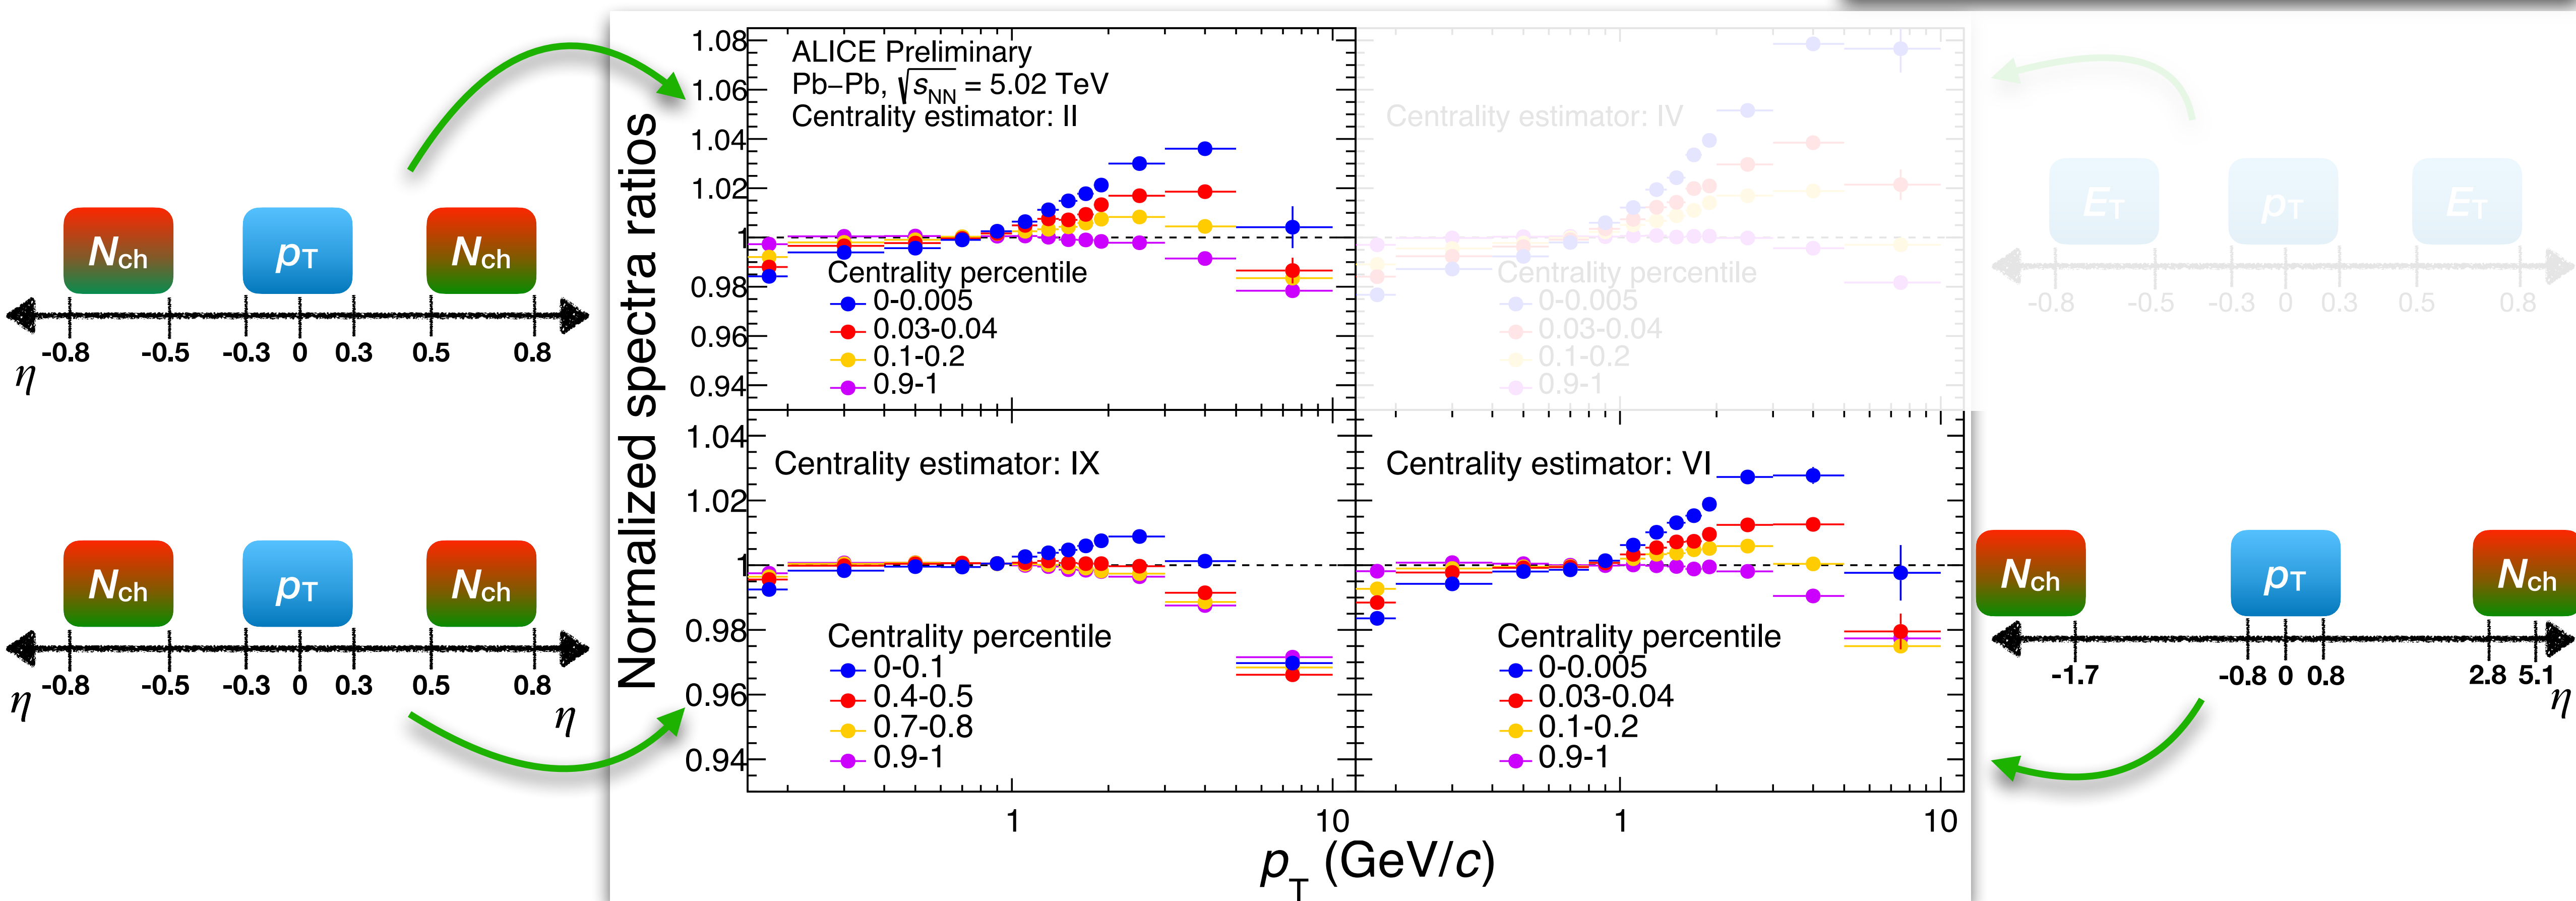 Normalized spectra ratios
1.08
1.06
1.04
1.02
1
0.98
0.96
0.94
ALICE Preliminary
Pb–Pb, √sNN = 5.02 TeV
Centrality estimator: II
Centrality percentile
0-0.005
0.03-0.04
0.1-0.2
0.9-1
Centrality estimator: IV
Centrality percentile
0-0.005
0.03-0.04
0.1-0.2
0.9-1
Nch pT Nch
-0.8 -0.5 -0.3 0 0.3 0.5 0.8
η
ET pT ET
-0.8 -0.5 -0.3 0 0.3 0.5 0.8
1.04
1.02
1
0.98
0.96
0.94
Centrality estimator: IX
Centrality percentile
0-0.1
0.4-0.5
0.7-0.8
0.9-1
Centrality estimator: VI
Centrality percentile
0-0.005
0.03-0.04
0.1-0.2
0.9-1
Nch pT Nch
-0.8 -0.5 -0.3 0 0.3 0.5 0.8
η η
Nch pT Nch
-1.7 -0.8 0 0.8 2.8 5.1
η
1 10 1 10
pT (GeV/c)